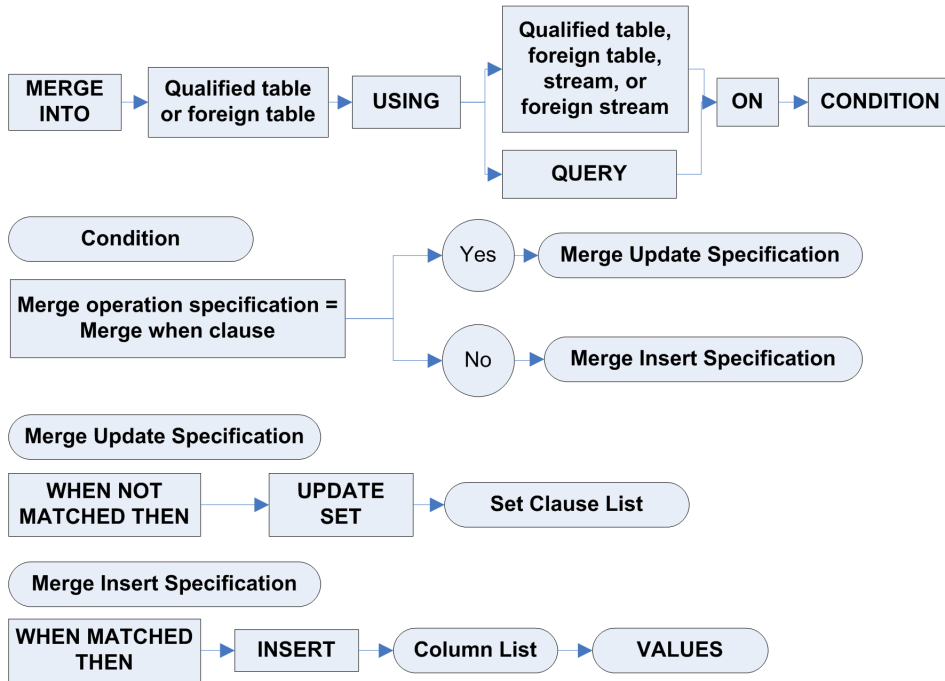 MERGE
INTO
Qualified table
or foreign table
USING
Qualified table,
foreign table,
stream, or
foreign stream
QUERY
ON
CONDITION
Condition
Merge operation specification =
Merge when clause
Yes
Merge Update Specification
No
Merge Insert Specification
Merge Update Specification
WHEN NOT
MATCHED THEN
UPDATE
SET
Set Clause List
Merge Insert Specification
WHEN MATCHED
THEN
INSERT
Column List
VALUES